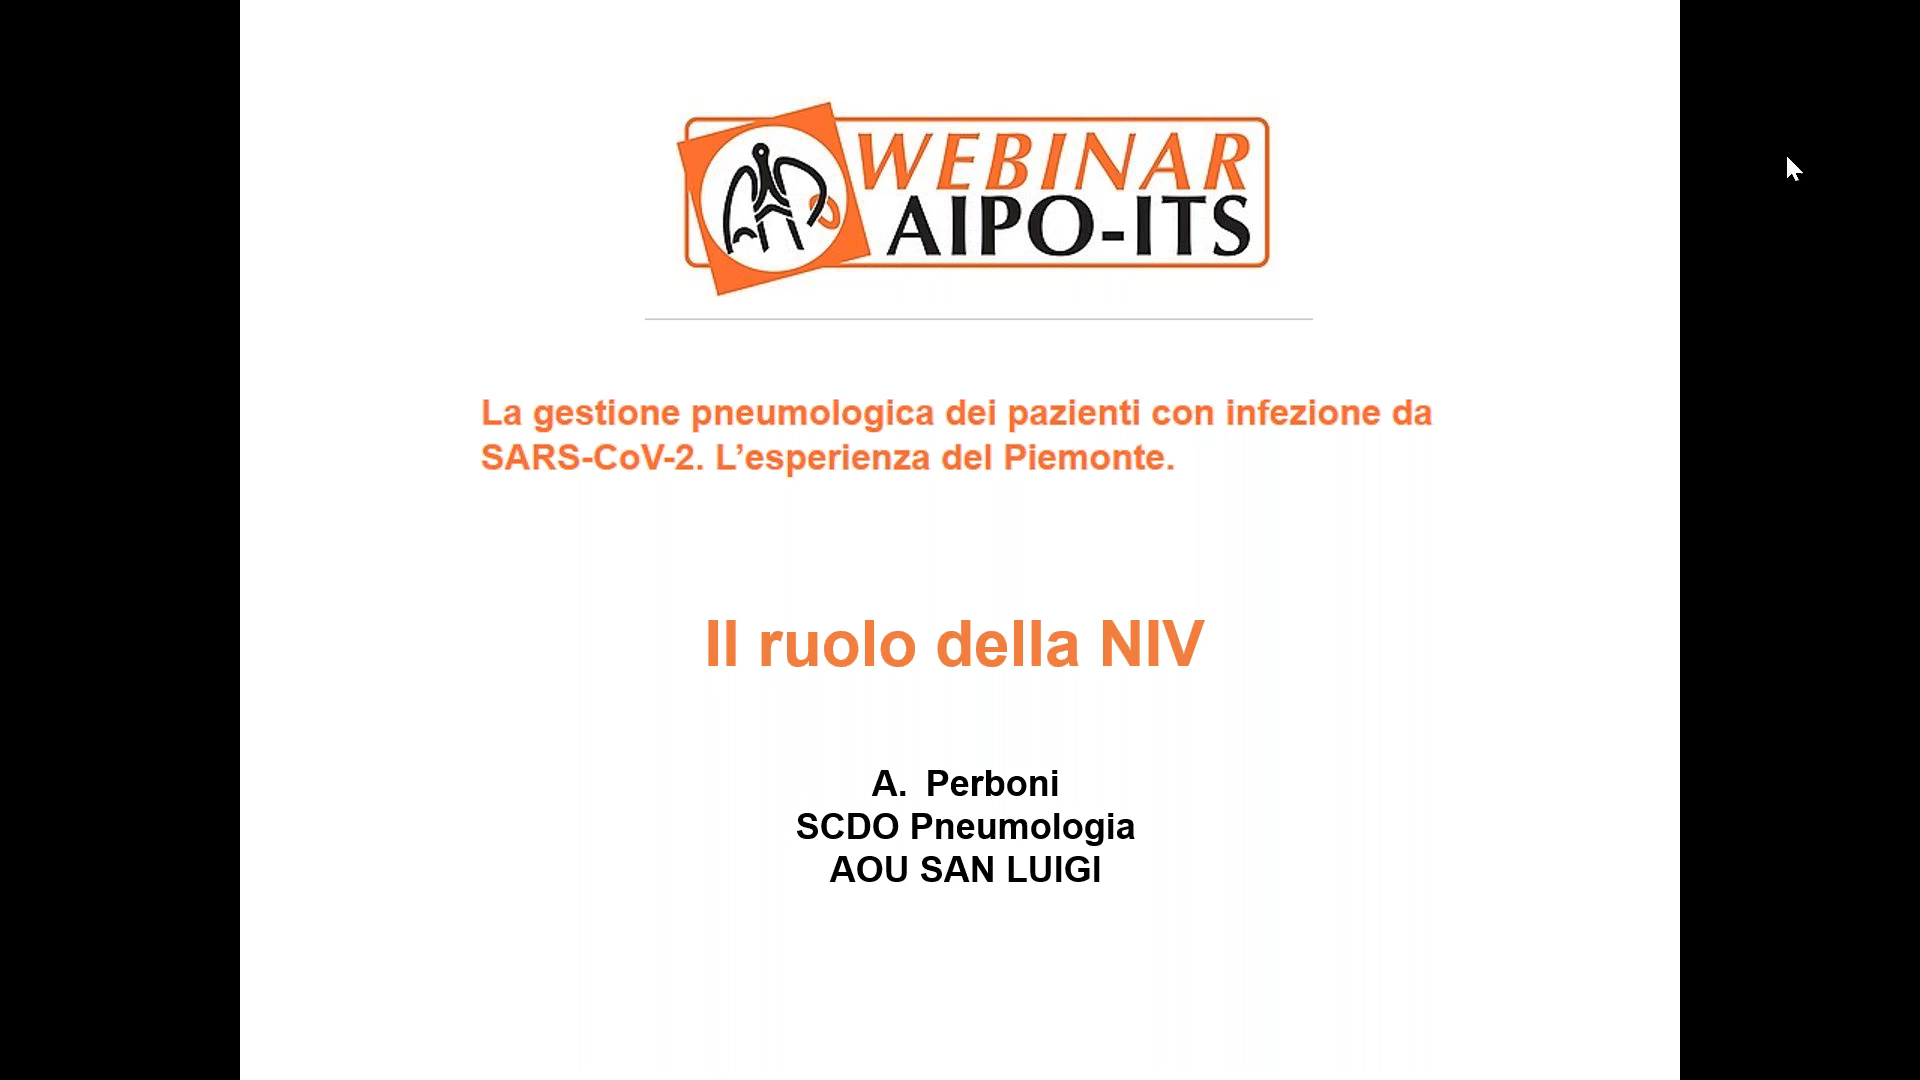 WEBINAR
AIPO-ITS
La gestione pneumologica dei pazienti con infezione da
SARS-CoV-2. L’esperienza del Piemonte.
Il ruolo della NIV
A. Perboni
SCDO Pneumologia
AOU SAN LUIGI